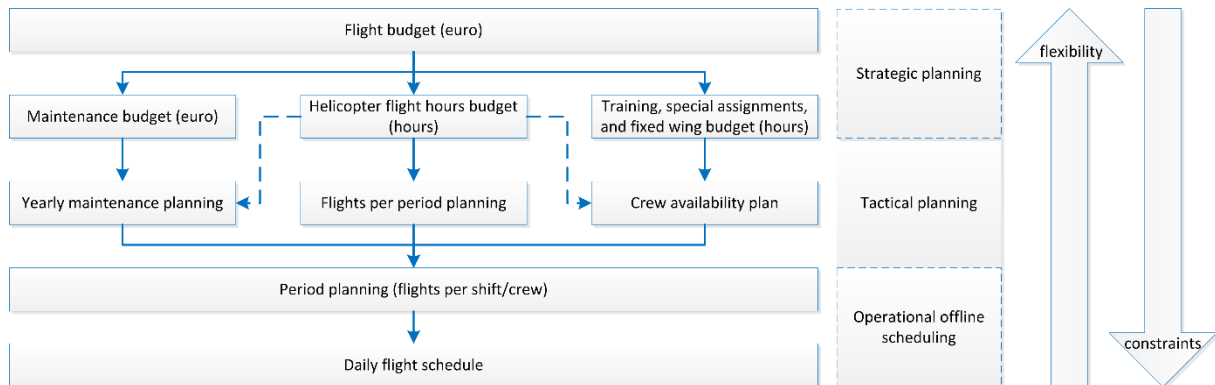 Flight budget (euro)
Maintenance budget (euro)
Helicopter flight hours budget
(hours)
Training, special assignments,
and fixed wing budget (hours)
Yearly maintenance planning
Flights per period planning
Crew availability plan
Period planning (flights per shift/crew)
Daily flight schedule
Strategic planning
Tactical planning
Operational offline
scheduling
flexibility
constraints